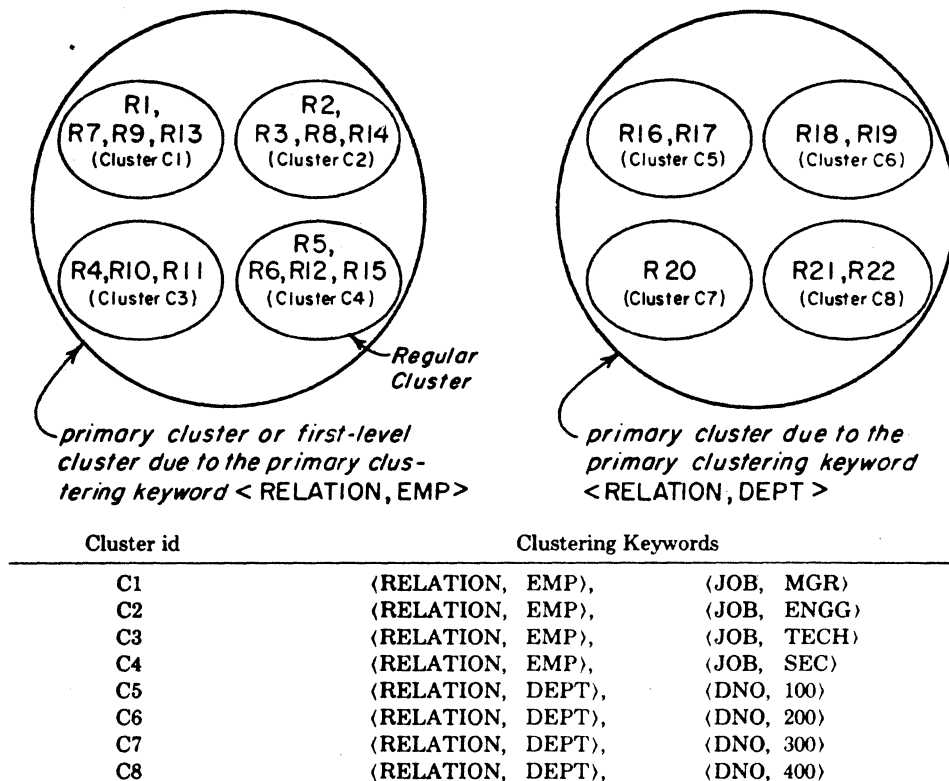 R1,
R7,R9,R13
(Cluster C1)
R2,
R3,R8,R14
(Cluster C2)
R4,R10,R11
(Cluster C3)
R5,
R6,R12,R15
(Cluster C4)
Regular
Cluster
primary cluster or first-level
cluster due to the primary clus-
tering keyword <RELATION,EMP>
R16,R17
(Cluster C5)
R18,R19
(Cluster C6)
R20
(Cluster C7)
R21,R22
(Cluster C8)
primary cluster due to the
primary clustering keyword
<RELATION,DEPT>
Cluster id Clustering Keywords
C1 ⟨RELATION, EMP⟩, ⟨JOB, MGR⟩
C2 ⟨RELATION, EMP⟩, ⟨JOB, ENGG⟩
C3 ⟨RELATION, EMP⟩, ⟨JOB, TECH⟩
C4 ⟨RELATION, EMP⟩, ⟨JOB, SEC⟩
C5 ⟨RELATION, DEPT⟩, ⟨DNO, 100⟩
C6 ⟨RELATION, DEPT⟩, ⟨DNO, 200⟩
C7 ⟨RELATION, DEPT⟩, ⟨DNO, 300⟩
C8 ⟨RELATION, DEPT⟩, ⟨DNO, 400⟩